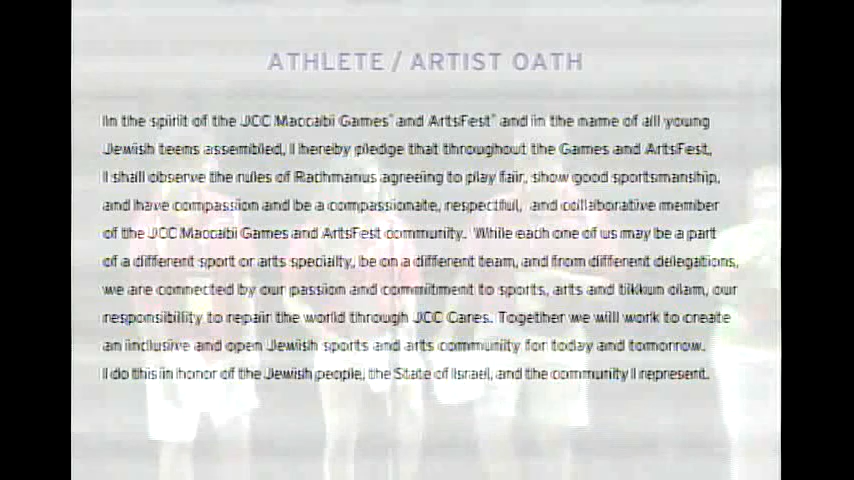 ATHLETE / ARTIST OATH
In the spirit of the JCC Maccabi Games® and ArtsFest® and in the name of all young
Jewish teens assembled, I hereby pledge that throughout the Games and ArtsFest,
I shall observe the rules of Rachmanus agreeing to play fair, show good sportsmanship,
and have compassion and be a compassionate, respectful, and collaborative member
of the JCC Maccabi Games and ArtsFest community. While each one of us may be a part
of a different sport or arts specialty, be on a different team, and from different delegations,
we are connected by our passion and commitment to sports, arts and tikkun olam, our
responsibility to repair the world through JCC Cares. Together we will work to create
an inclusive and open Jewish sports and arts community for today and tomorrow.
I do this in honor of the Jewish people, the State of Israel, and the community I represent.